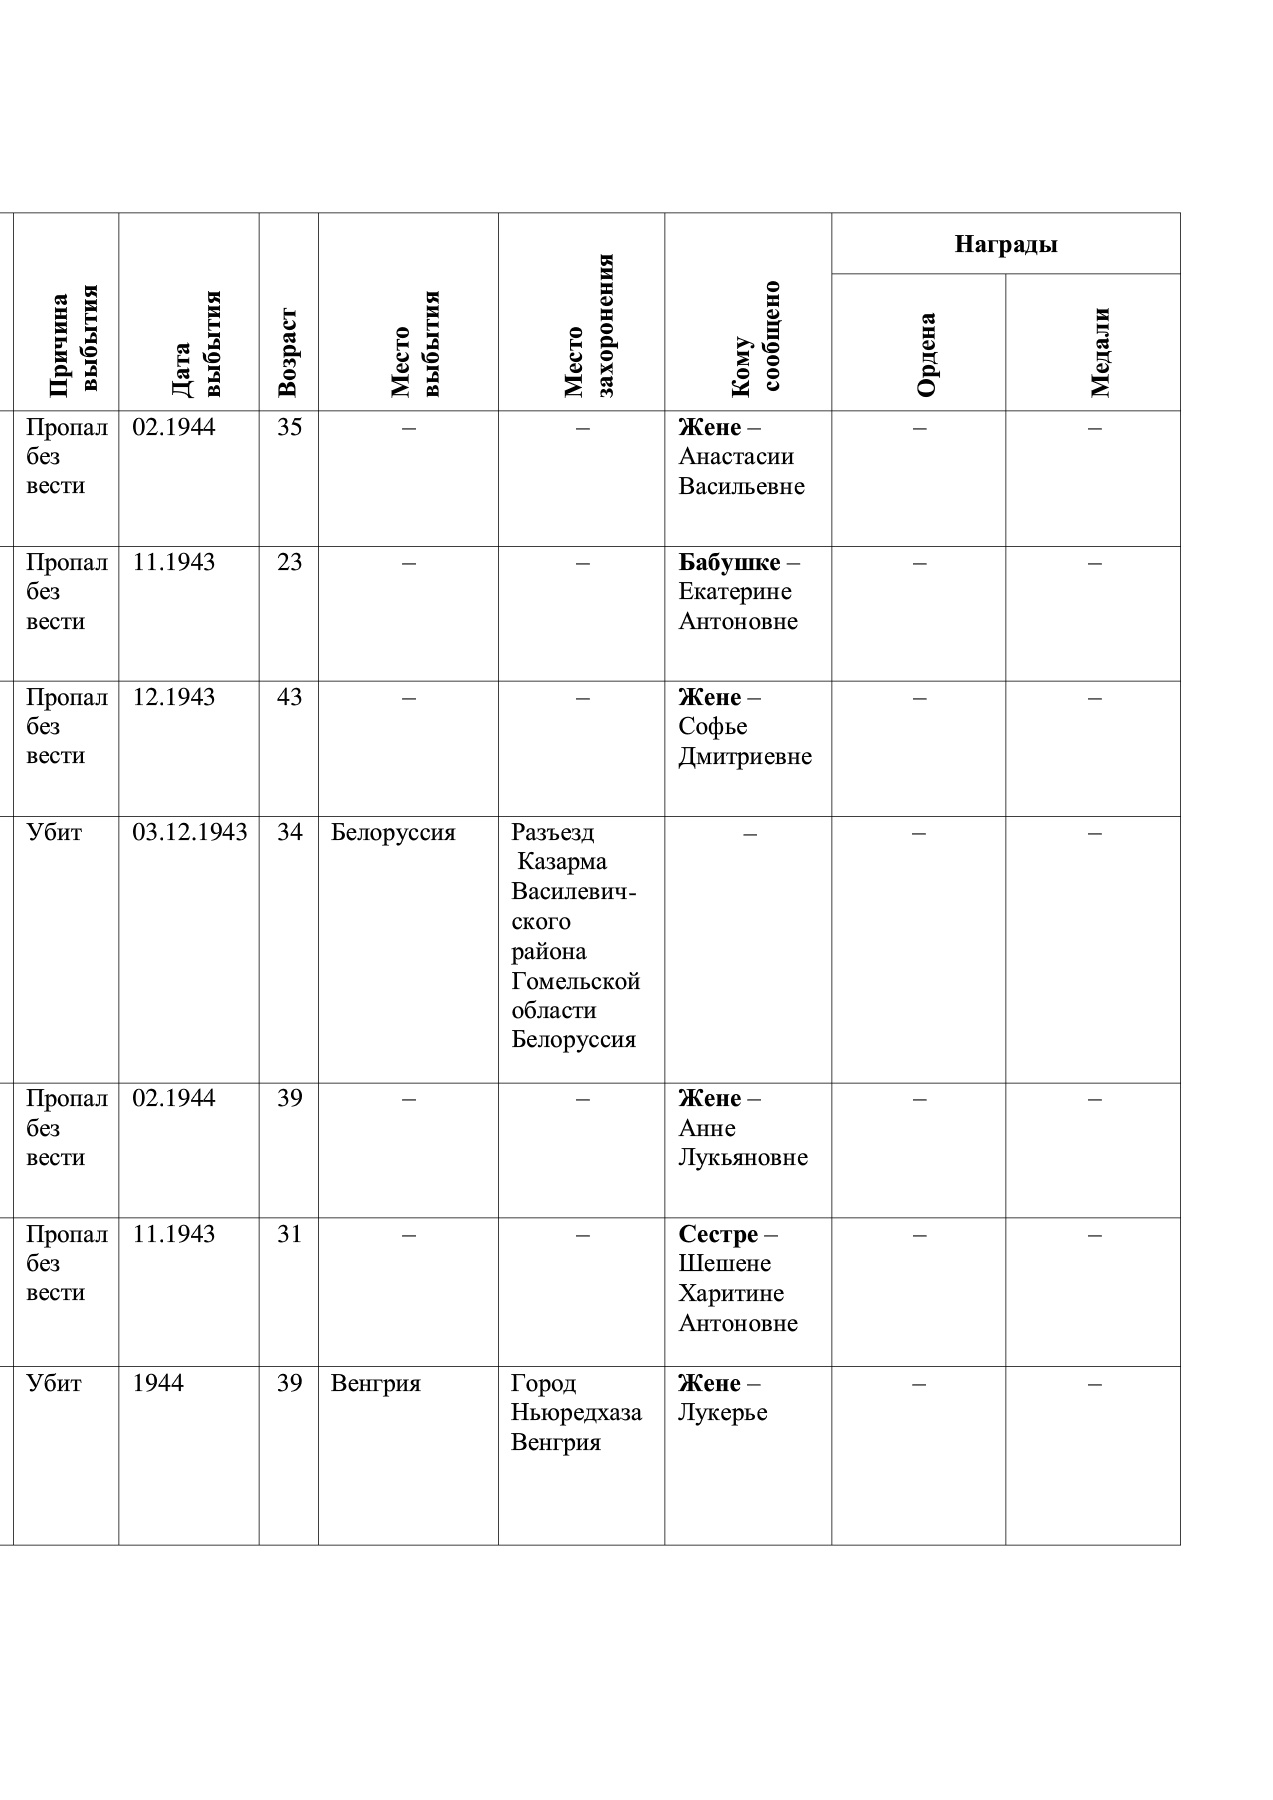 Причина
выбытия
Дата
выбытия
Возраст
Место
выбытия
Место
захоронения
Кому
сообщено
Награды
Ордена
Медали
Пропал
без
вести
02.1944
35
–
–
Жене –
Анастасии
Васильевне
–
–
Пропал
без
вести
11.1943
23
–
–
Бабушке –
Екатерине
Антоновне
–
–
Пропал
без
вести
12.1943
43
–
–
Жене –
Софье
Дмитриевне
–
–
Убит
03.12.1943
34
Белоруссия
Разъезд
Казарма
Василевич-
ского
района
Гомельской
области
Белоруссия
–
–
–
Пропал
без
вести
02.1944
39
–
–
Жене –
Анне
Лукьяновне
–
–
Пропал
без
вести
11.1943
31
–
–
Сестре –
Шешене
Харитине
Антоновне
–
–
Убит
1944
39
Венгрия
Город
Ньюредхаза
Венгрия
Жене –
Лукерье
–
–